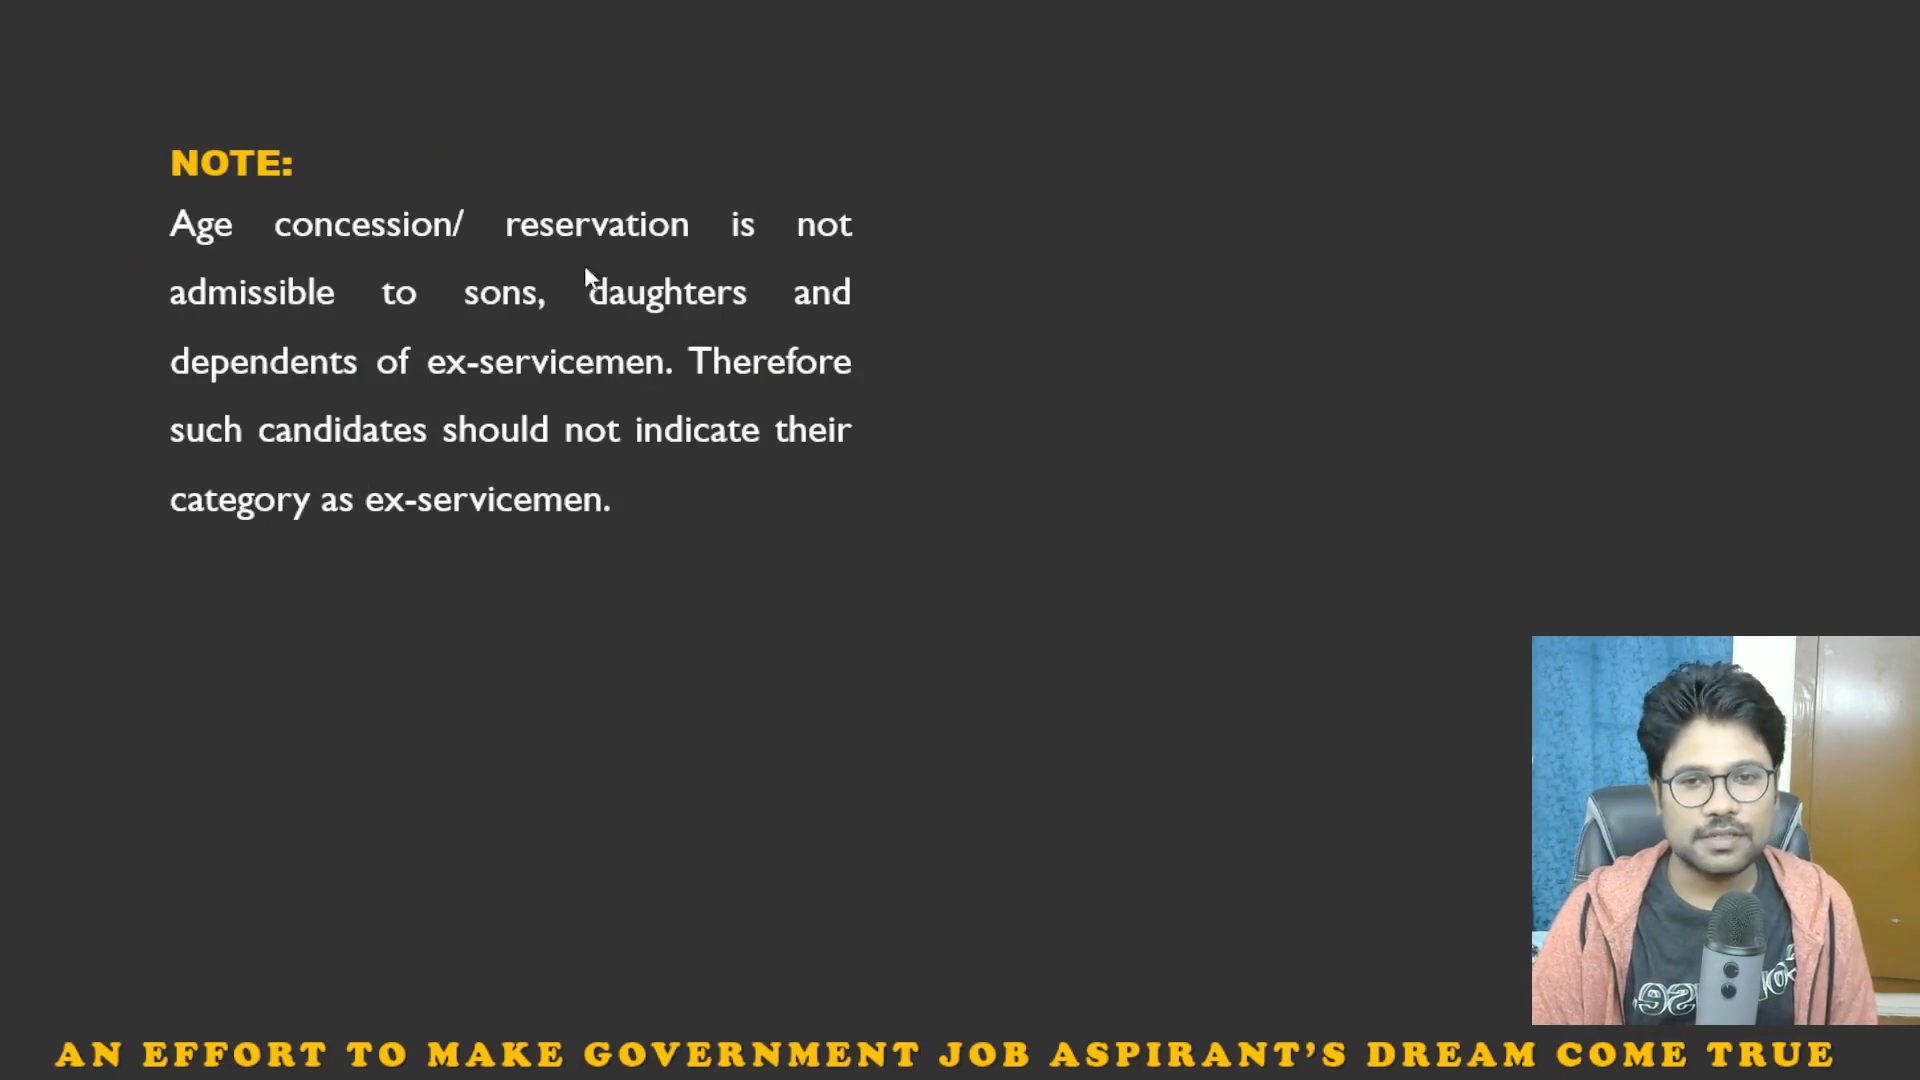 NOTE:
Age concession/ reservation is not
admissible to sons, daughters and
dependents of ex-servicemen. Therefore
such candidates should not indicate their
category as ex-servicemen.
AN EFFORT TO MAKE GOVERNMENT JOB ASPIRANT’S DREAM COME TRUE